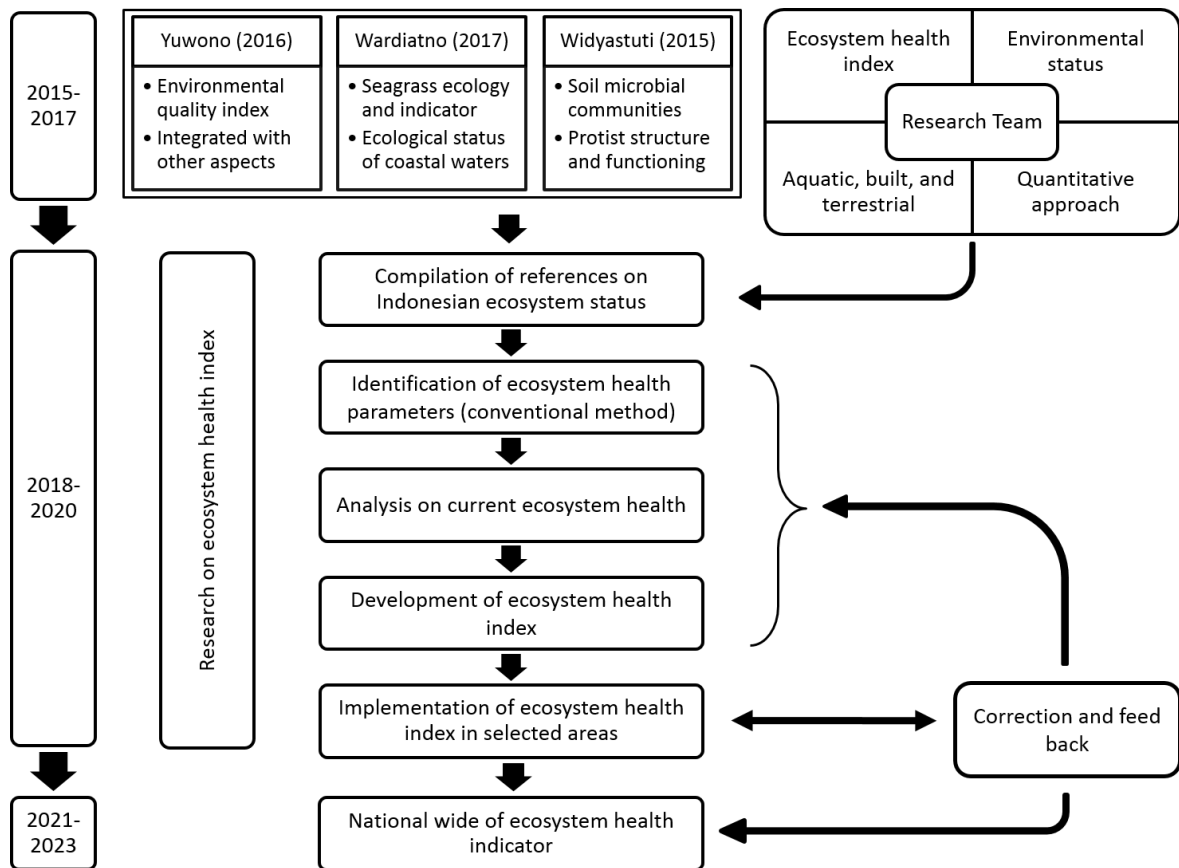 2015-
2017
Yuwono (2016)
• Environmental
quality index
• Integrated with
other aspects
Wardiatno (2017)
• Seagrass ecology
and indicator
• Ecological status
of coastal waters
Widyastuti (2015)
• Soil microbial
communities
• Protist structure
and functioning
Ecosystem health
index
Environmental
status
Research Team
Aquatic, built, and
terrestrial
Quantitative
approach
2018-
2020
Research on ecosystem health index
Compilation of references on
Indonesian ecosystem status
Identification of ecosystem health
parameters (conventional method)
Analysis on current ecosystem health
Development of ecosystem health
index
Implementation of ecosystem health
index in selected areas
Correction and feed
back
2021-
2023
National wide of ecosystem health
indicator